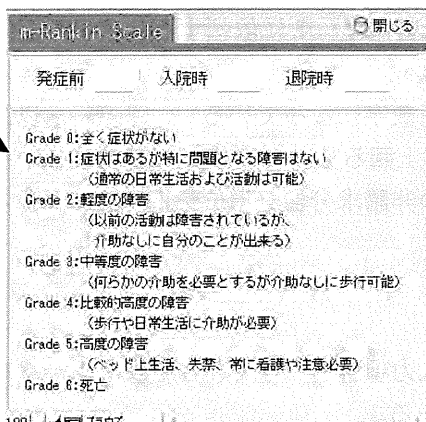 m-Rankin Scale
閉じる
発症前 入院時 退院時
Grade 0:全く症状がない
Grade 1:症状はあるが特に問題となる障害はない
(通常の日常生活および活動は可能)
Grade 2:軽度の障害
(以前の活動は障害されているが、
介助なしに自分のことが出来る)
Grade 3:中等度の障害
(何らかの介助を必要とするが介助なしに歩行可能)
Grade 4:比較的高度の障害
(歩行や日常生活に介助が必要)
Grade 5:高度の障害
(ベッド上生活、失禁、常に看護や注意必要)
Grade 6:死亡